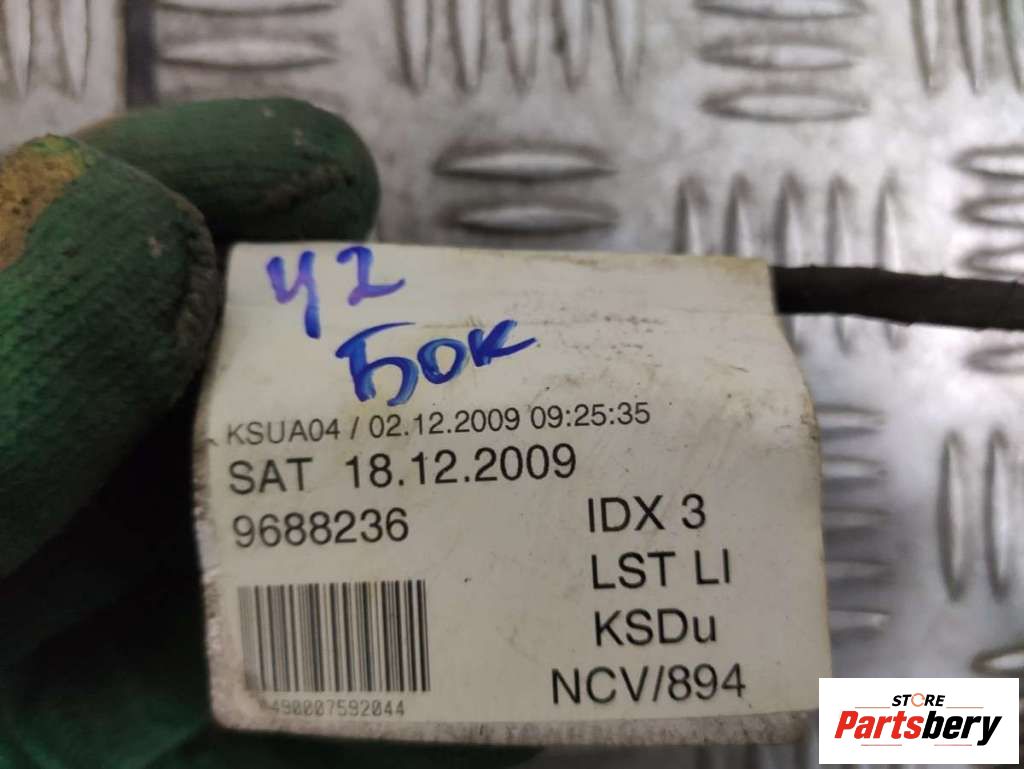 Ч2
Бок
KSUA04 / 02.12.2009 09:25:35
SAT 18.12.2009
9688236
IDX 3
LST LI
KSDu
NCV/894
490007592044
STORE
Partsbery